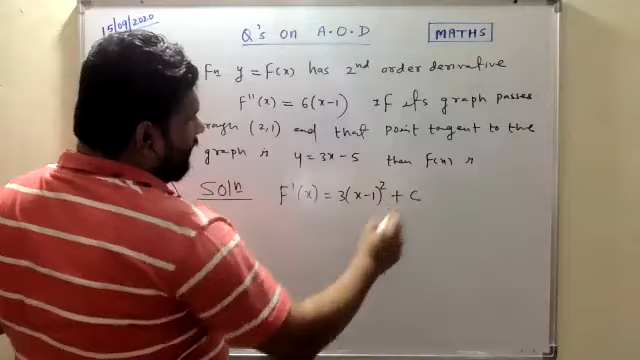 15/09/2020
Q's on A.O.D
MATHS
Fn y = F(x) has 2nd order derivative
F''(x) = 6(x-1) If its graph passes
rough (2,1) and that point tangent to the
graph is y = 3x - 5 then f(x) is
Soln F'(x) = 3(x-1)² + C